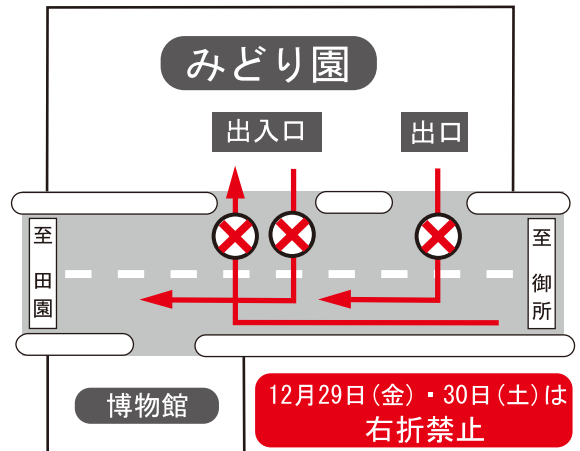 みどり園
出入口
出口
至田園
至御所
博物館
12月29日(金)・30日(土)は
右折禁止